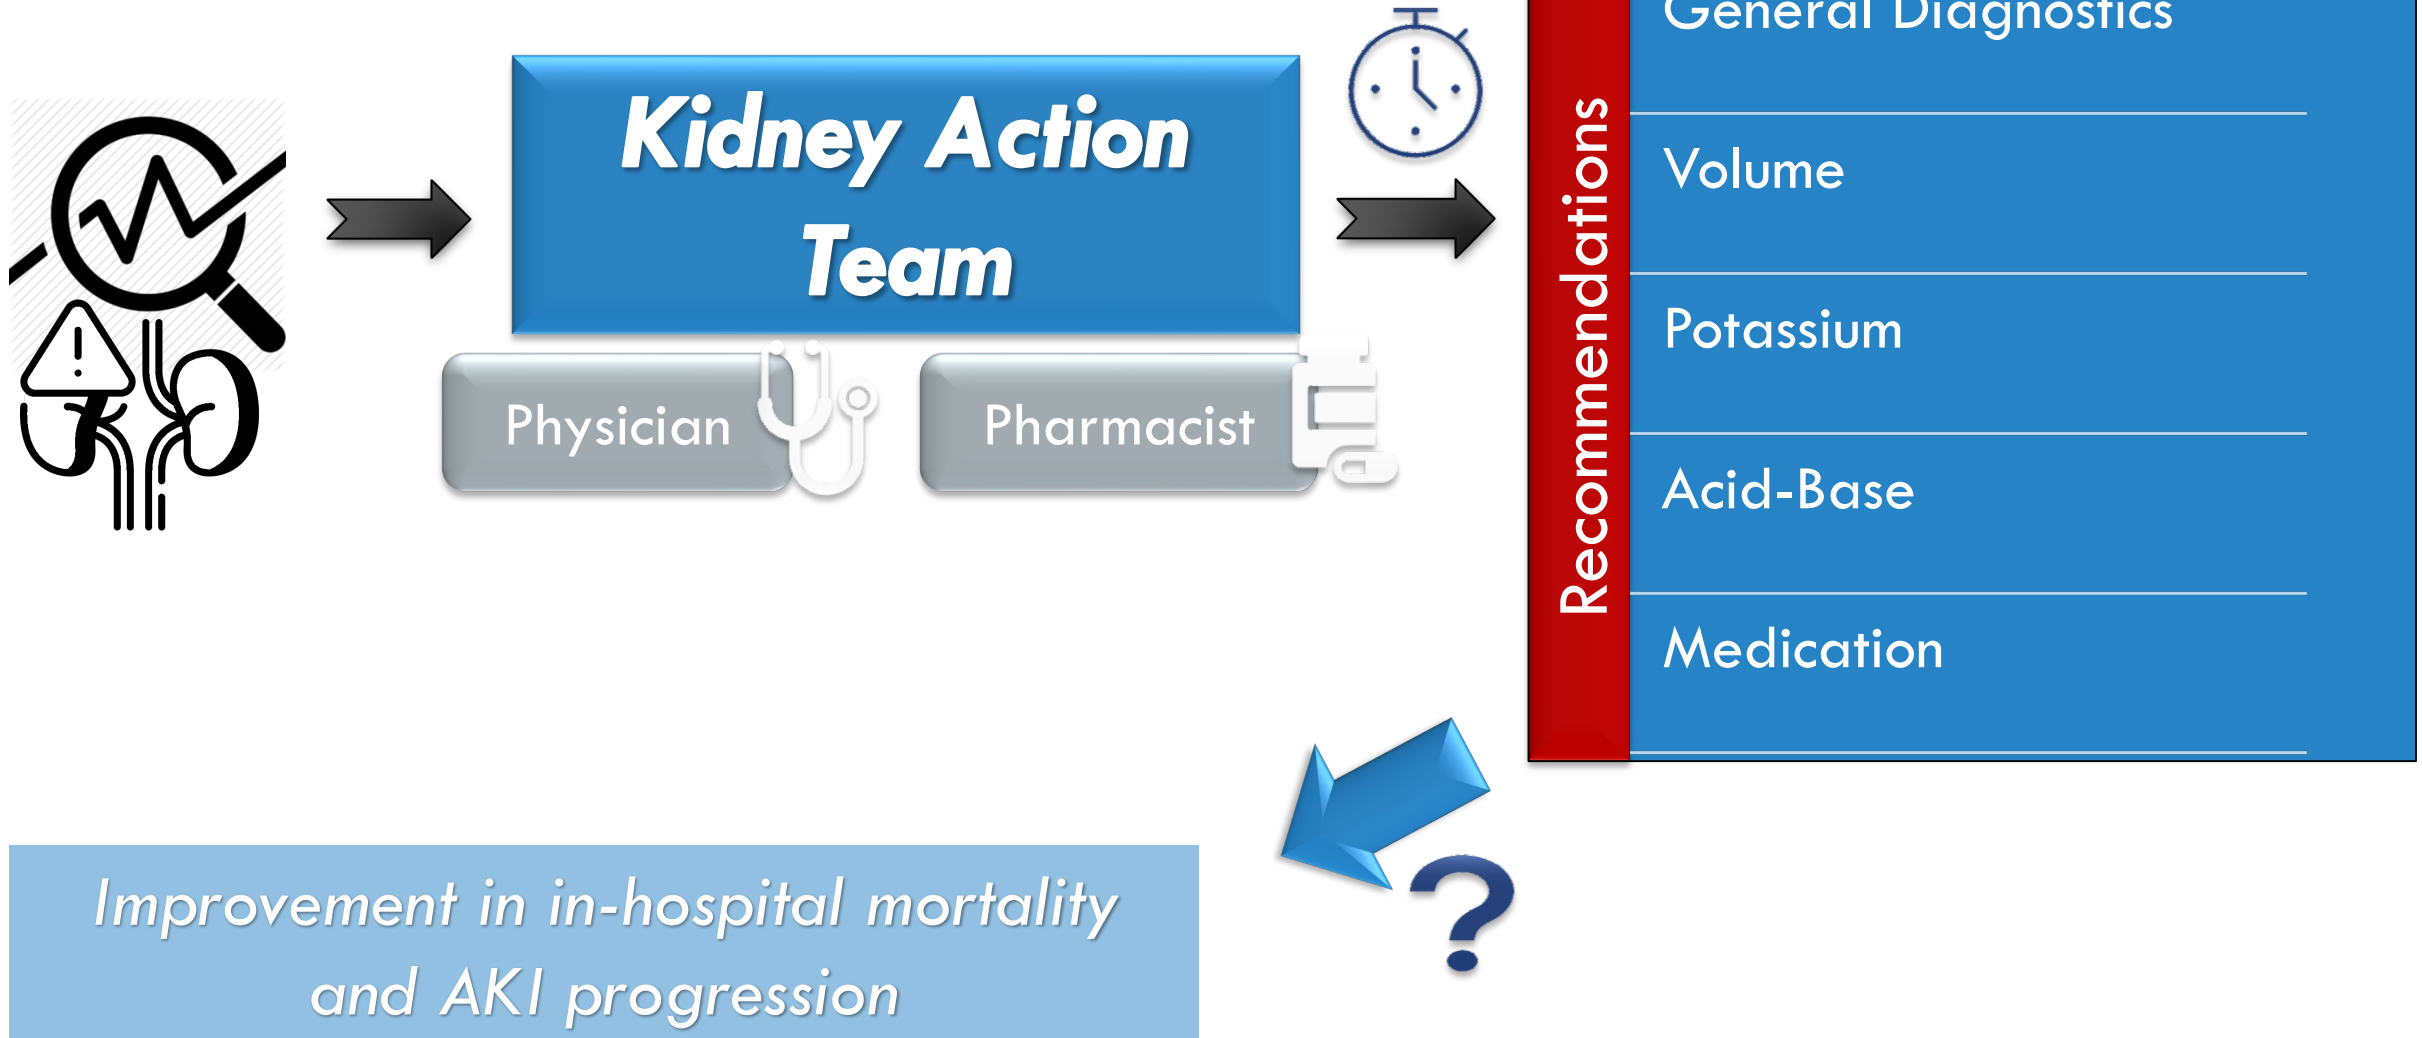 Kidney Action
Team
Physician
Pharmacist
Recommendations
General Diagnostics
Volume
Potassium
Acid-Base
Medication
?
Improvement in in-hospital mortality
and AKI progression